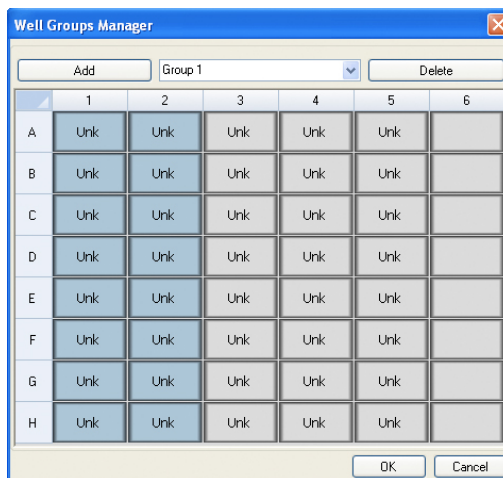 Well Groups Manager
Add Group 1 Delete
1 2 3 4 5 6
A Unk Unk Unk Unk Unk
B Unk Unk Unk Unk Unk
C Unk Unk Unk Unk Unk
D Unk Unk Unk Unk Unk
E Unk Unk Unk Unk Unk
F Unk Unk Unk Unk Unk
G Unk Unk Unk Unk Unk
H Unk Unk Unk Unk Unk
OK Cancel